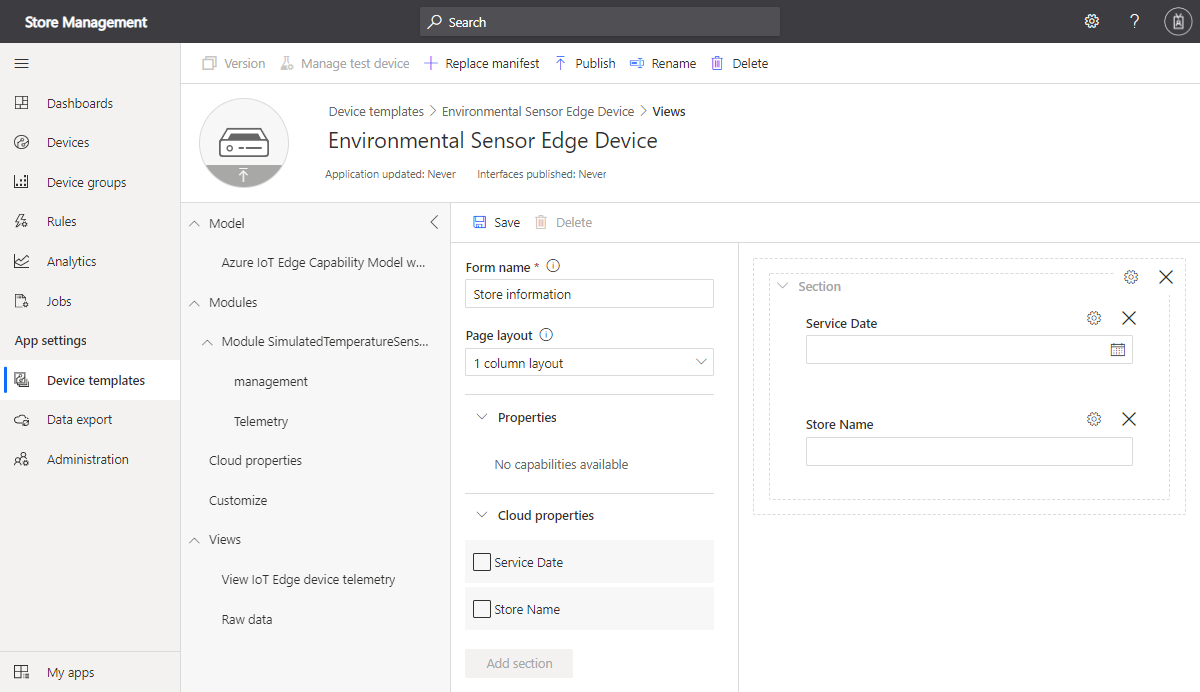 Store Management
Search
?
Version
Manage test device
Replace manifest
Publish
Rename
Delete
Dashboards
Devices
Device groups
Rules
Analytics
Jobs
App settings
Device templates
Data export
Administration
My apps
Device templates > Environmental Sensor Edge Device > Views
Environmental Sensor Edge Device
Application updated: Never Interfaces published: Never
Model
Azure IoT Edge Capability Model w...
Modules
Module SimulatedTemperatureSens...
management
Telemetry
Cloud properties
Customize
Views
View IoT Edge device telemetry
Raw data
Save
Delete
Form name *
Store information
Page layout
1 column layout
Properties
No capabilities available
Cloud properties
Service Date
Store Name
Add section
Section
Service Date
Store Name